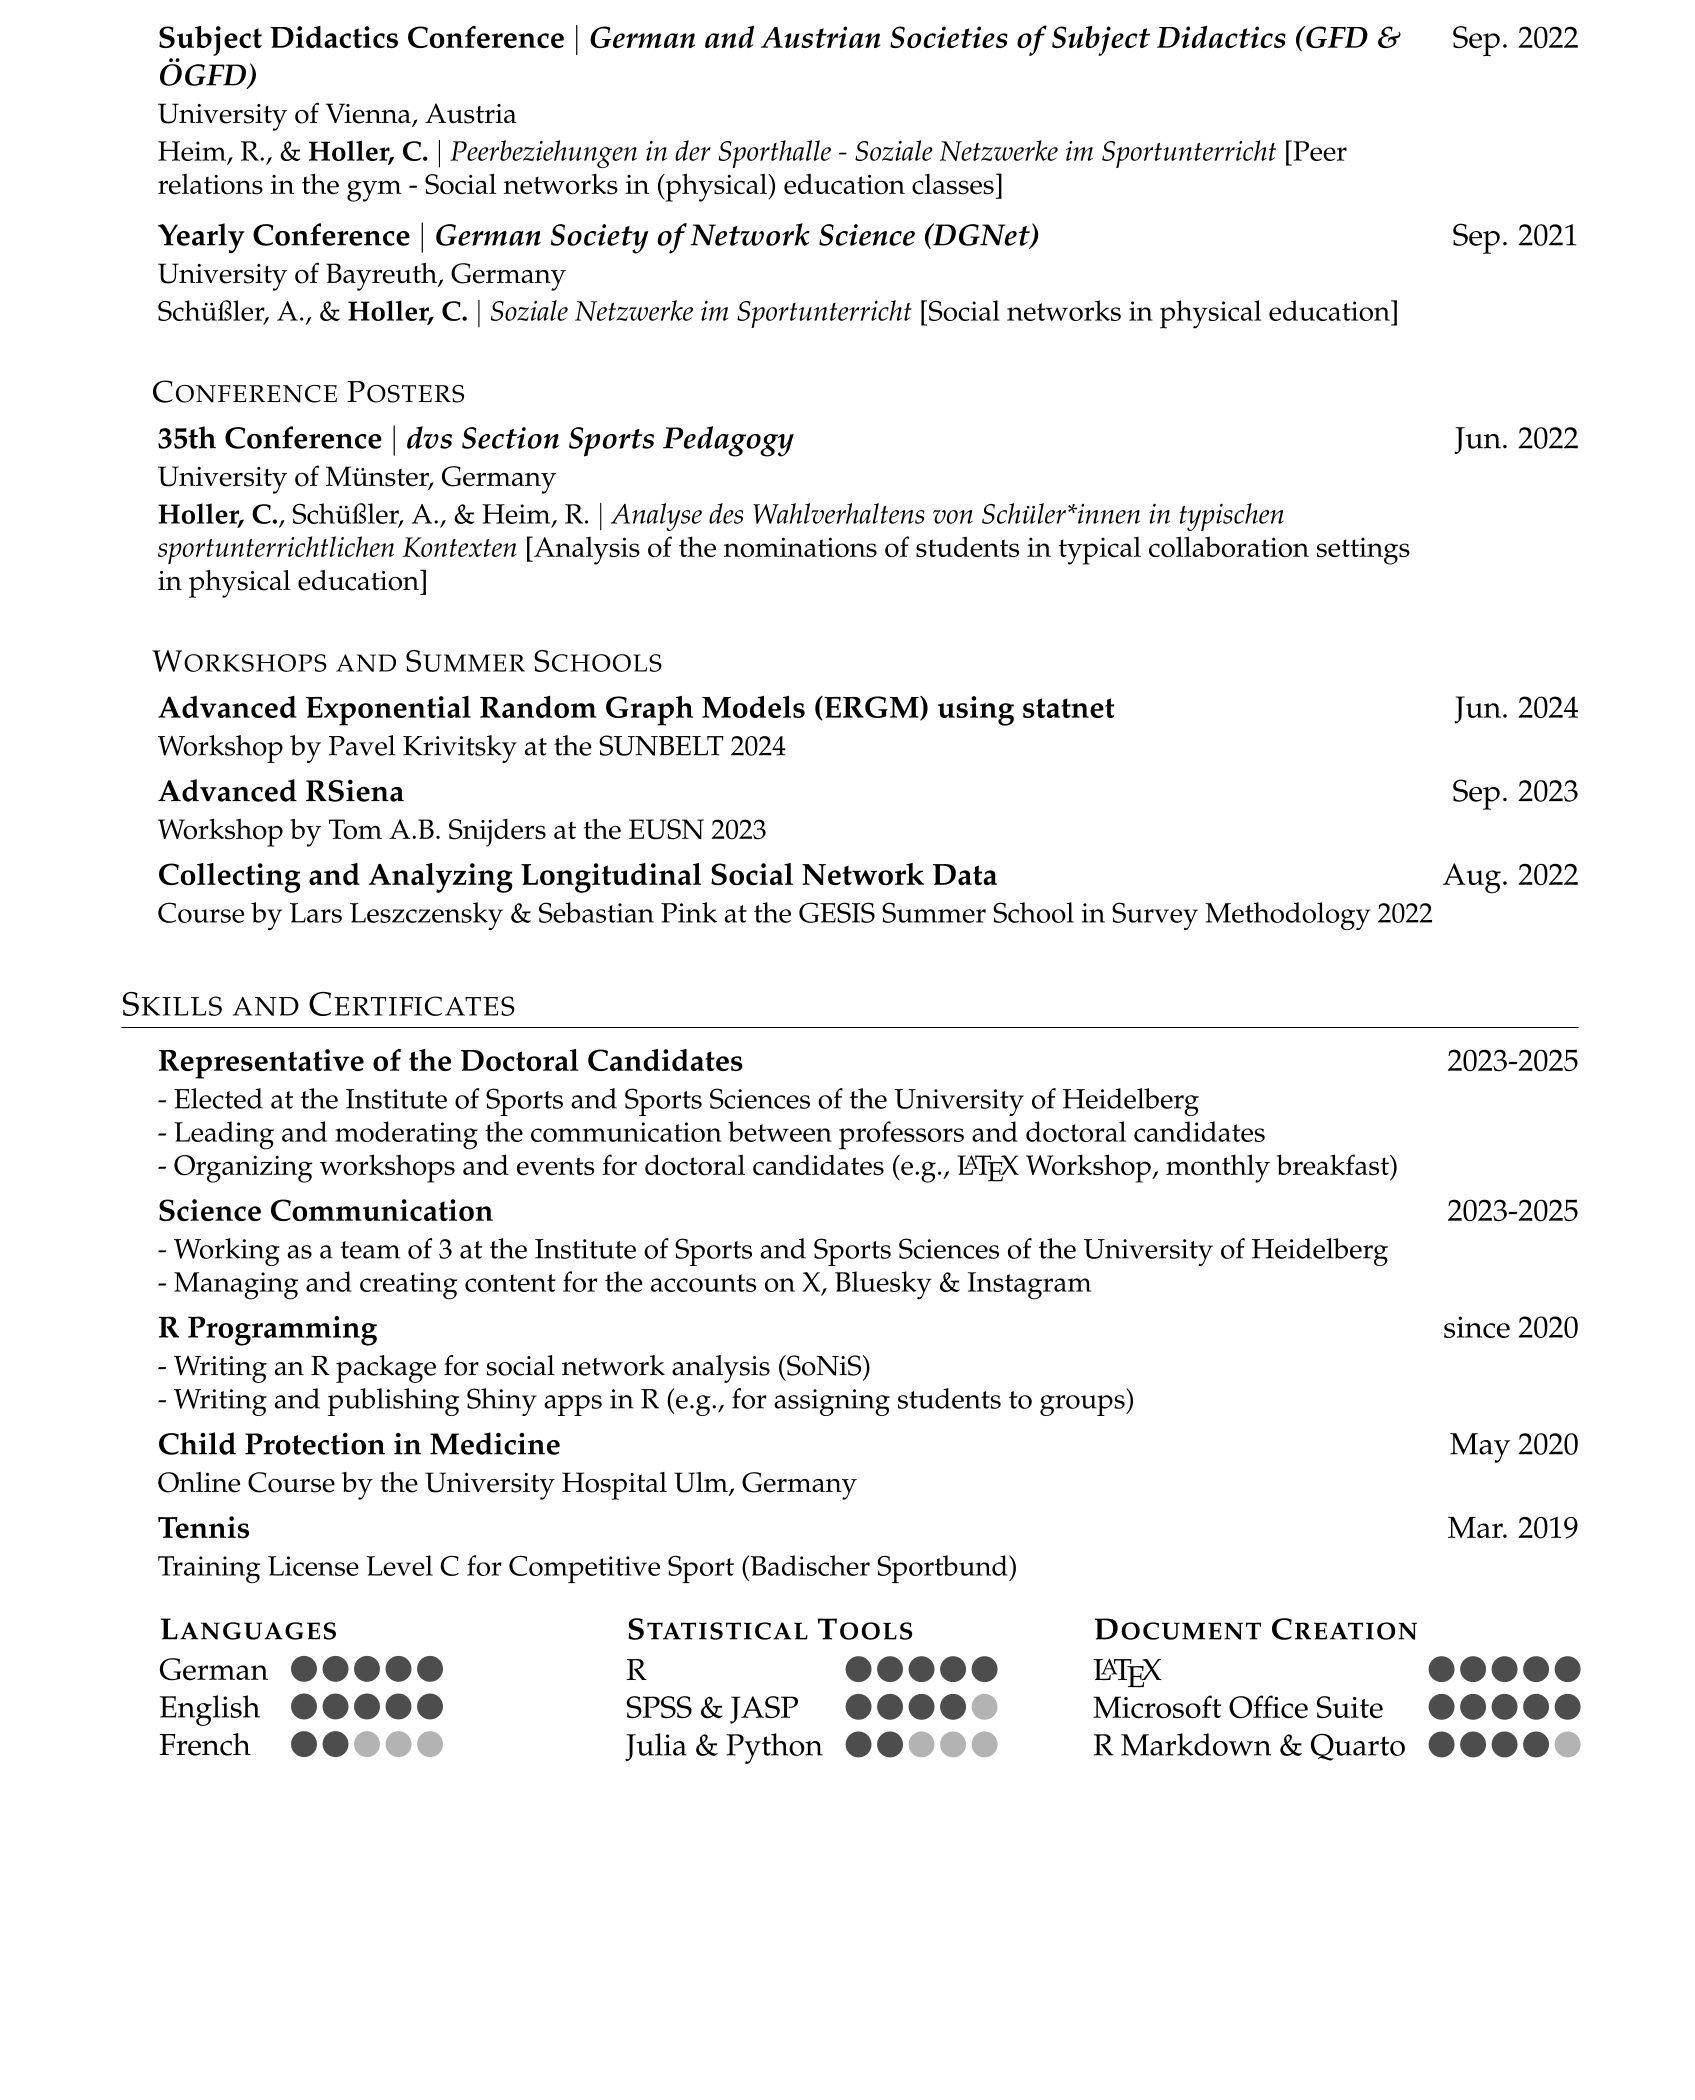 Subject Didactics Conference | German and Austrian Societies of Subject Didactics (GFD & Sep. 2022
ÖGFD)
University of Vienna, Austria
Heim, R., & Holler, C. | Peerbeziehungen in der Sporthalle - Soziale Netzwerke im Sportunterricht [Peer
relations in the gym - Social networks in (physical) education classes]
Yearly Conference | German Society of Network Science (DGNet) Sep. 2021
University of Bayreuth, Germany
Schüßler, A., & Holler, C. | Soziale Netzwerke im Sportunterricht [Social networks in physical education]
Conference Posters
35th Conference | dvs Section Sports Pedagogy Jun. 2022
University of Münster, Germany
Holler, C., Schüßler, A., & Heim, R. | Analyse des Wahlverhaltens von Schüler*innen in typischen
sportunterrichtlichen Kontexten [Analysis of the nominations of students in typical collaboration settings
in physical education]
Workshops and Summer Schools
Advanced Exponential Random Graph Models (ERGM) using statnet Jun. 2024
Workshop by Pavel Krivitsky at the SUNBELT 2024
Advanced RSiena Sep. 2023
Workshop by Tom A.B. Snijders at the EUSN 2023
Collecting and Analyzing Longitudinal Social Network Data Aug. 2022
Course by Lars Leszczensky & Sebastian Pink at the GESIS Summer School in Survey Methodology 2022
Skills and Certificates
Representative of the Doctoral Candidates 2023-2025
- Elected at the Institute of Sports and Sports Sciences of the University of Heidelberg
- Leading and moderating the communication between professors and doctoral candidates
- Organizing workshops and events for doctoral candidates (e.g., LATEX Workshop, monthly breakfast)
Science Communication 2023-2025
- Working as a team of 3 at the Institute of Sports and Sports Sciences of the University of Heidelberg
- Managing and creating content for the accounts on X, Bluesky & Instagram
R Programming since 2020
- Writing an R package for social network analysis (SoNiS)
- Writing and publishing Shiny apps in R (e.g., for assigning students to groups)
Child Protection in Medicine May 2020
Online Course by the University Hospital Ulm, Germany
Tennis Mar. 2019
Training License Level C for Competitive Sport (Badischer Sportbund)
Languages Statistical Tools Document Creation
German R LATEX
English SPSS & JASP Microsoft Office Suite
French Julia & Python R Markdown & Quarto